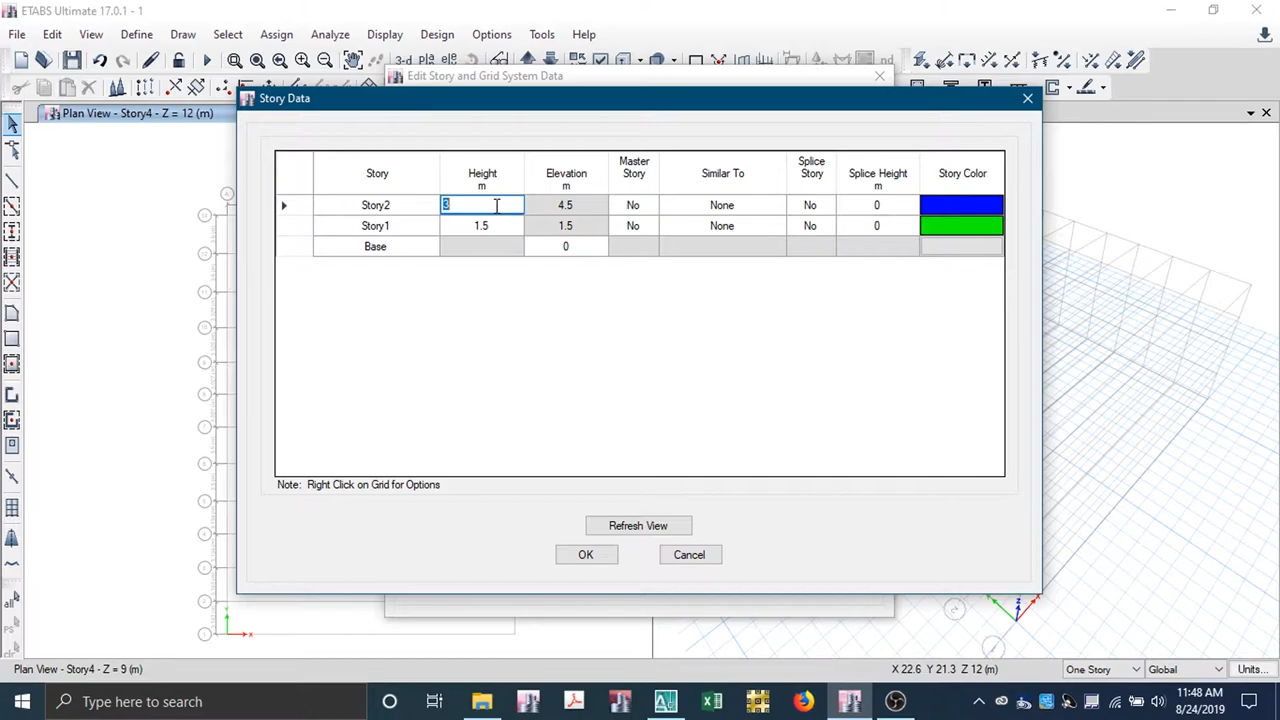 ETABS Ultimate 17.0.1 - 1
File Edit View Define Draw Select Assign Analyze Display Design Options Tools Help
3-d
nd
Edit Story and Grid System Data
Plan View - Story4 - Z = 12 (m)
Story Data
Story Height m Elevation m Master Story Similar To Splice Story Splice Height m Story Color
Story2 3 4.5 No None No 0
Story1 1.5 1.5 No None No 0
Base 0
Note: Right Click on Grid for Options
Refresh View
OK Cancel
all
clr
Y
X
Z
X
Plan View - Story4 - Z = 9 (m)
X 22.6 Y 21.3 Z 12 (m)
One Story
Global
Units...
Type here to search
11:48 AM
8/24/2019